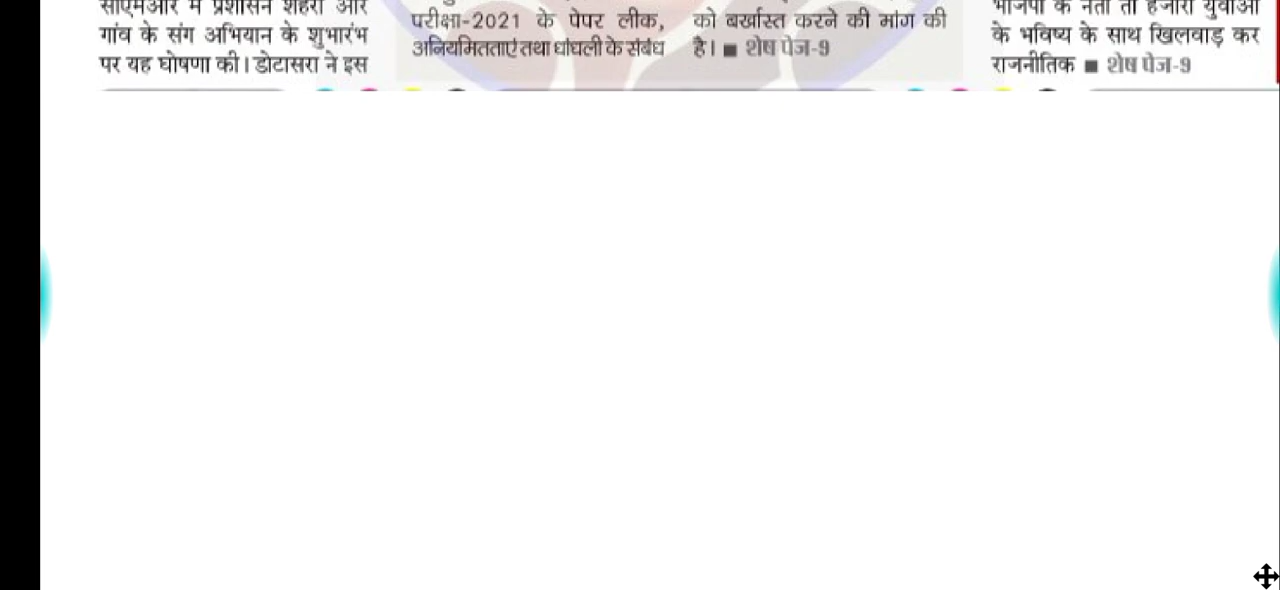 सीएमआर में प्रशासन शहरों और
गांव के संग अभियान के शुभारंभ
पर यह घोषणा की। डोटासरा ने इस
परीक्षा-2021 के पेपर लीक,
अनियमितताएं तथा धांधली के संबंध
को बर्खास्त करने की मांग की
है। ■ शेष पेज-9
भाजपा के नेता तो हजारों युवाओं
के भविष्य के साथ खिलवाड़ कर
राजनीतिक ■ शेष पेज-9